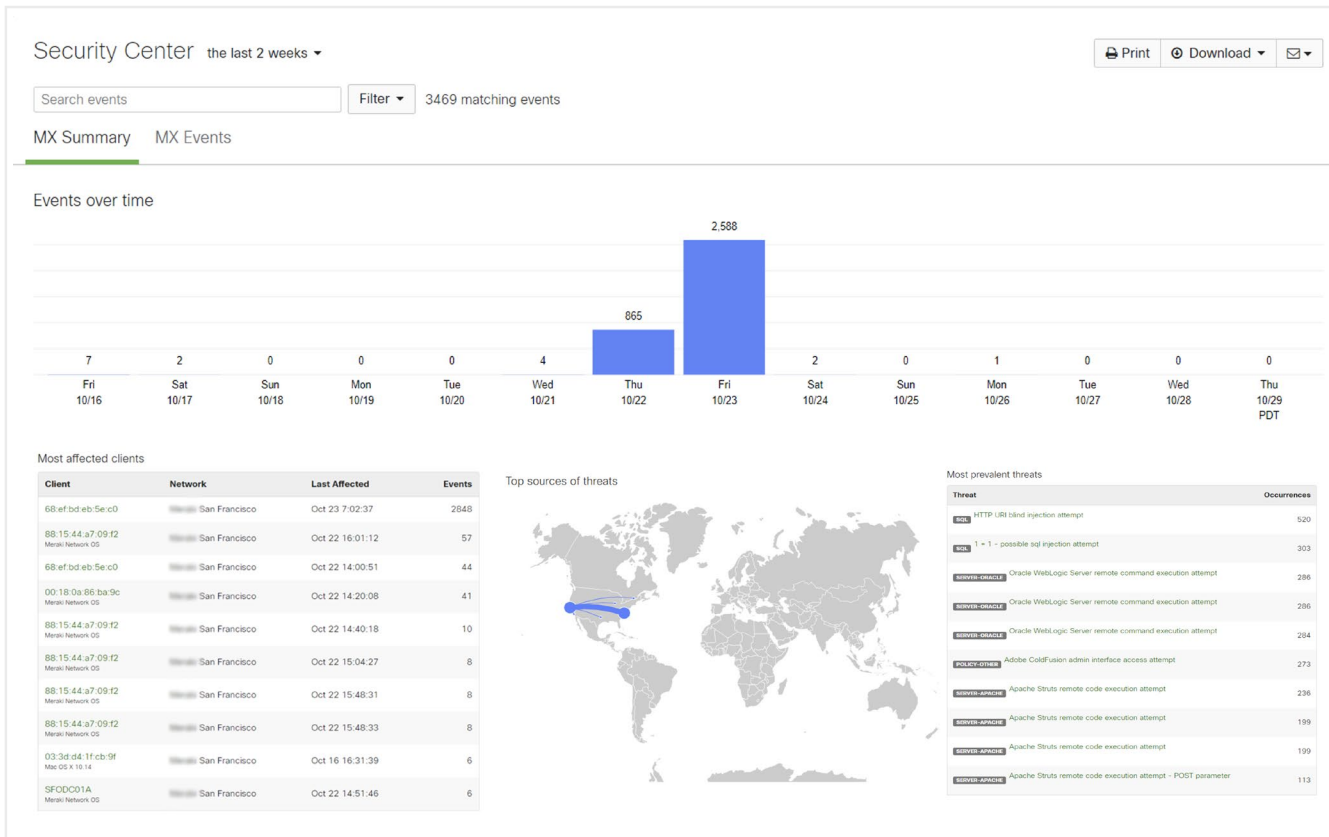 Security Center the last 2 weeks
Print Download
Search events Filter 3469 matching events
MX Summary MX Events
Events over time
7 2 0 0 0 4 865 2,588 2 0 1 0 0 0
Fri Sat Sun Mon Tue Wed Thu Fri Sat Sun Mon Tue Wed Thu
10/16 10/17 10/18 10/19 10/20 10/21 10/22 10/23 10/24 10/25 10/26 10/27 10/28 10/29
PDT
Most affected clients
Client Network Last Affected Events
68:ef:bd:eb:5e:c0 San Francisco Oct 23 7:02:37 2848
88:15:44:a7:09:f2 San Francisco Oct 22 16:01:12 57
Meraki Network OS
68:ef:bd:eb:5e:c0 San Francisco Oct 22 14:00:51 44
00:18:0a:86:ba:9c San Francisco Oct 22 14:20:08 41
Meraki Network OS
88:15:44:a7:09:f2 San Francisco Oct 22 14:40:18 10
Meraki Network OS
88:15:44:a7:09:f2 San Francisco Oct 22 15:04:27 8
Meraki Network OS
88:15:44:a7:09:f2 San Francisco Oct 22 15:48:31 8
Meraki Network OS
88:15:44:a7:09:f2 San Francisco Oct 22 15:48:33 8
Meraki Network OS
03:3d:d4:1f:cb:9f San Francisco Oct 16 16:31:39 6
Mac OS X 10.14
SFODC01A San Francisco Oct 22 14:51:46 6
Meraki Network OS
Top sources of threats
Most prevalent threats
Threat Occurrences
SQL HTTP URI blind injection attempt 520
SQL 1 = 1 - possible sql injection attempt 303
SERVER-ORACLE Oracle WebLogic Server remote command execution attempt 286
SERVER-ORACLE Oracle WebLogic Server remote command execution attempt 286
SERVER-ORACLE Oracle WebLogic Server remote command execution attempt 284
POLICY-OTHER Adobe ColdFusion admin interface access attempt 273
SERVER-APACHE Apache Struts remote code execution attempt 236
SERVER-APACHE Apache Struts remote code execution attempt 199
SERVER-APACHE Apache Struts remote code execution attempt 199
SERVER-APACHE Apache Struts remote code execution attempt - POST parameter 113